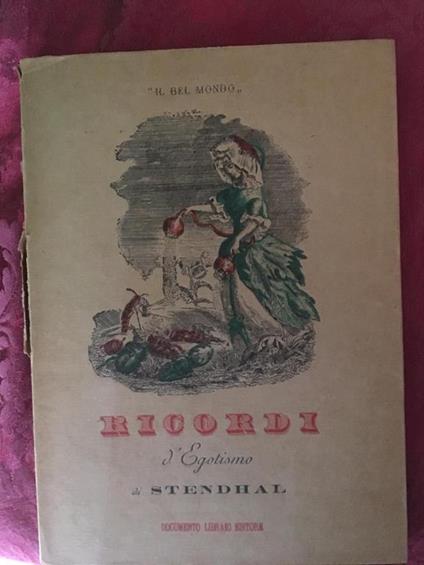 "IL BEL MONDO„
RICORDI
d'Egotismo
di STENDHAL
DOCUMENTO LIBRAIO EDITORE